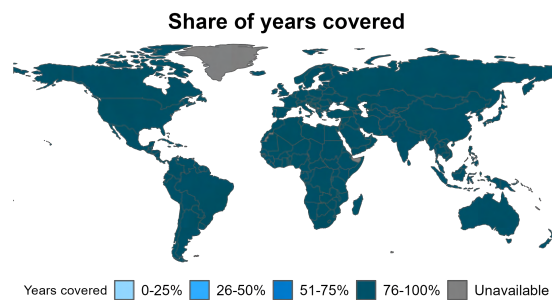 Share of years covered
Years covered 0-25% 26-50% 51-75% 76-100% Unavailable